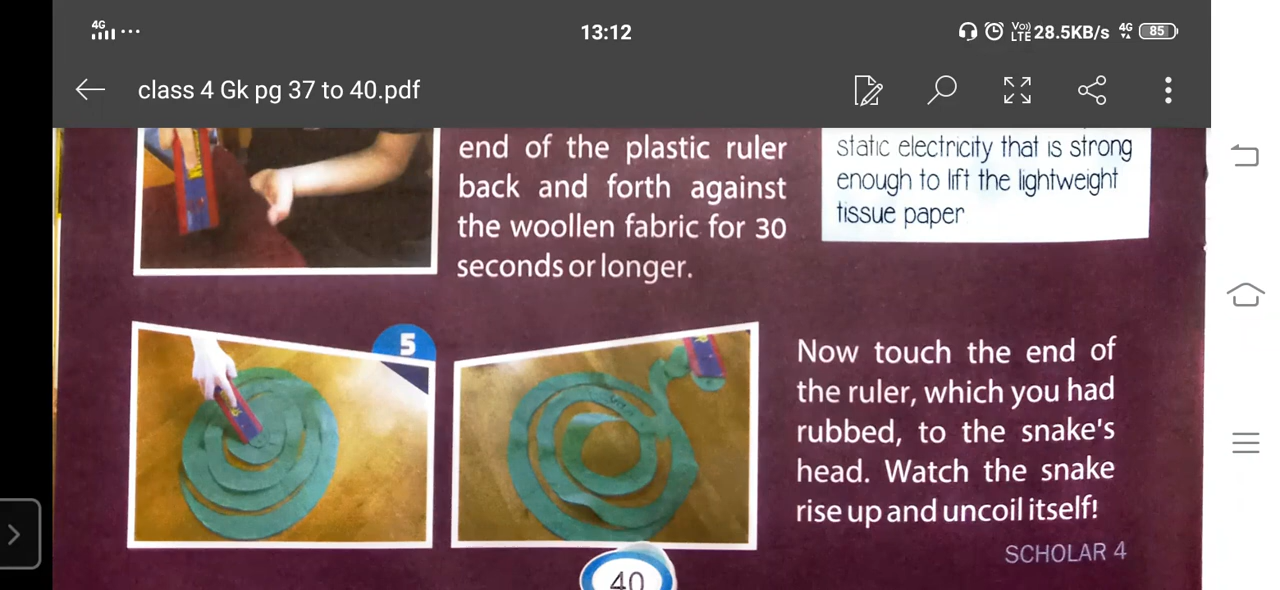 4G
13:12
Vo)) LTE 28.5KB/s 4G 85
class 4 Gk pg 37 to 40.pdf
end of the plastic ruler
back and forth against
the woollen fabric for 30
seconds or longer.
static electricity that is strong
enough to lift the lightweight
tissue paper
5
Now touch the end of
the ruler, which you had
rubbed, to the snake's
head. Watch the snake
rise up and uncoil itself!
SCHOLAR 4
40